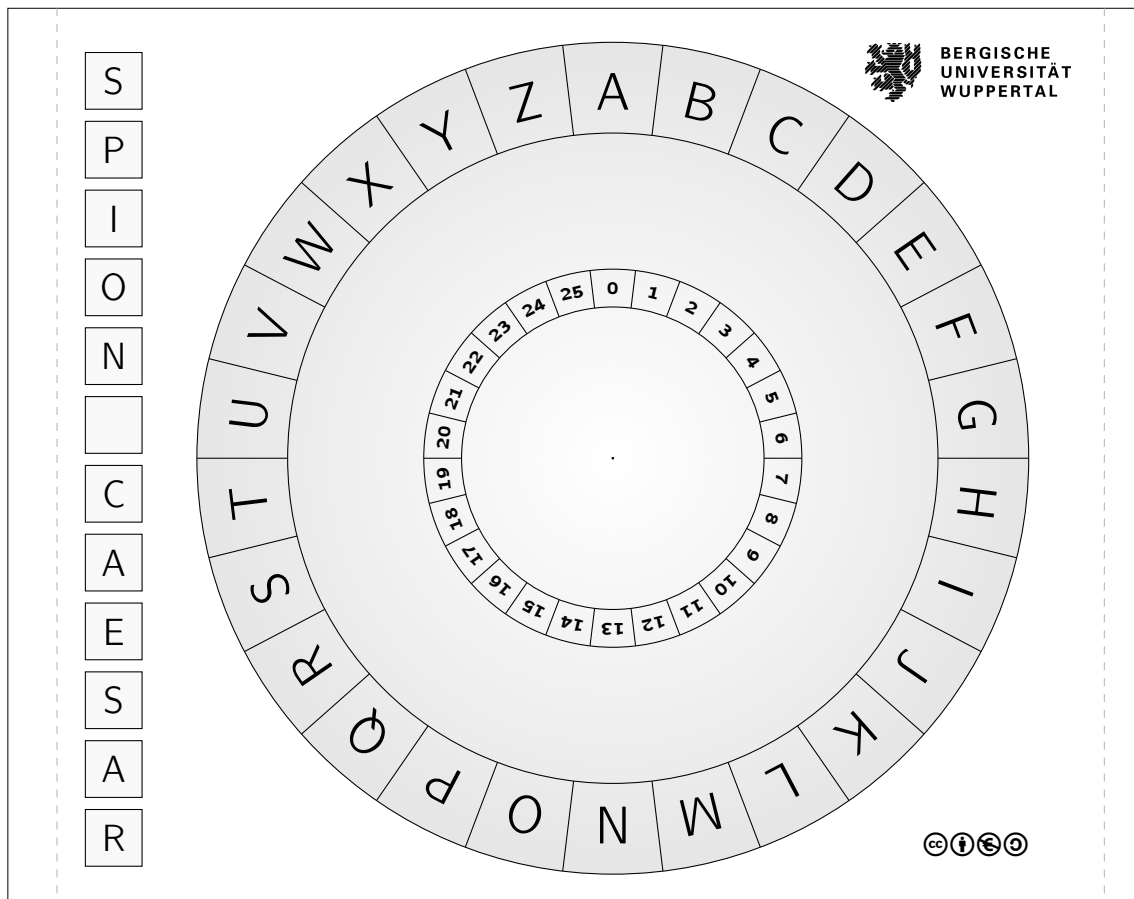 S
P
I
O
N
C
A
E
S
A
R
BERGISCHE
UNIVERSITÄT
WUPPERTAL
A B C D E F G H I J K L M N O P Q R S T U V W X Y Z
0 1 2 3 4 5 6 7 8 9 10 11 12 13 14 15 16 17 18 19 20 21 22 23 24 25
cc